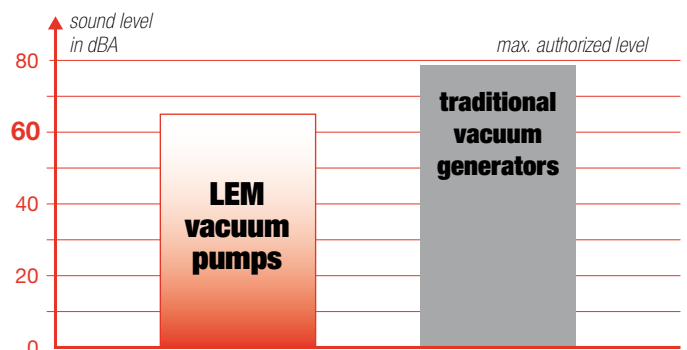 sound level
in dBA
max. authorized level
80
60
40
20
0
LEM
vacuum
pumps
traditional
vacuum
generators